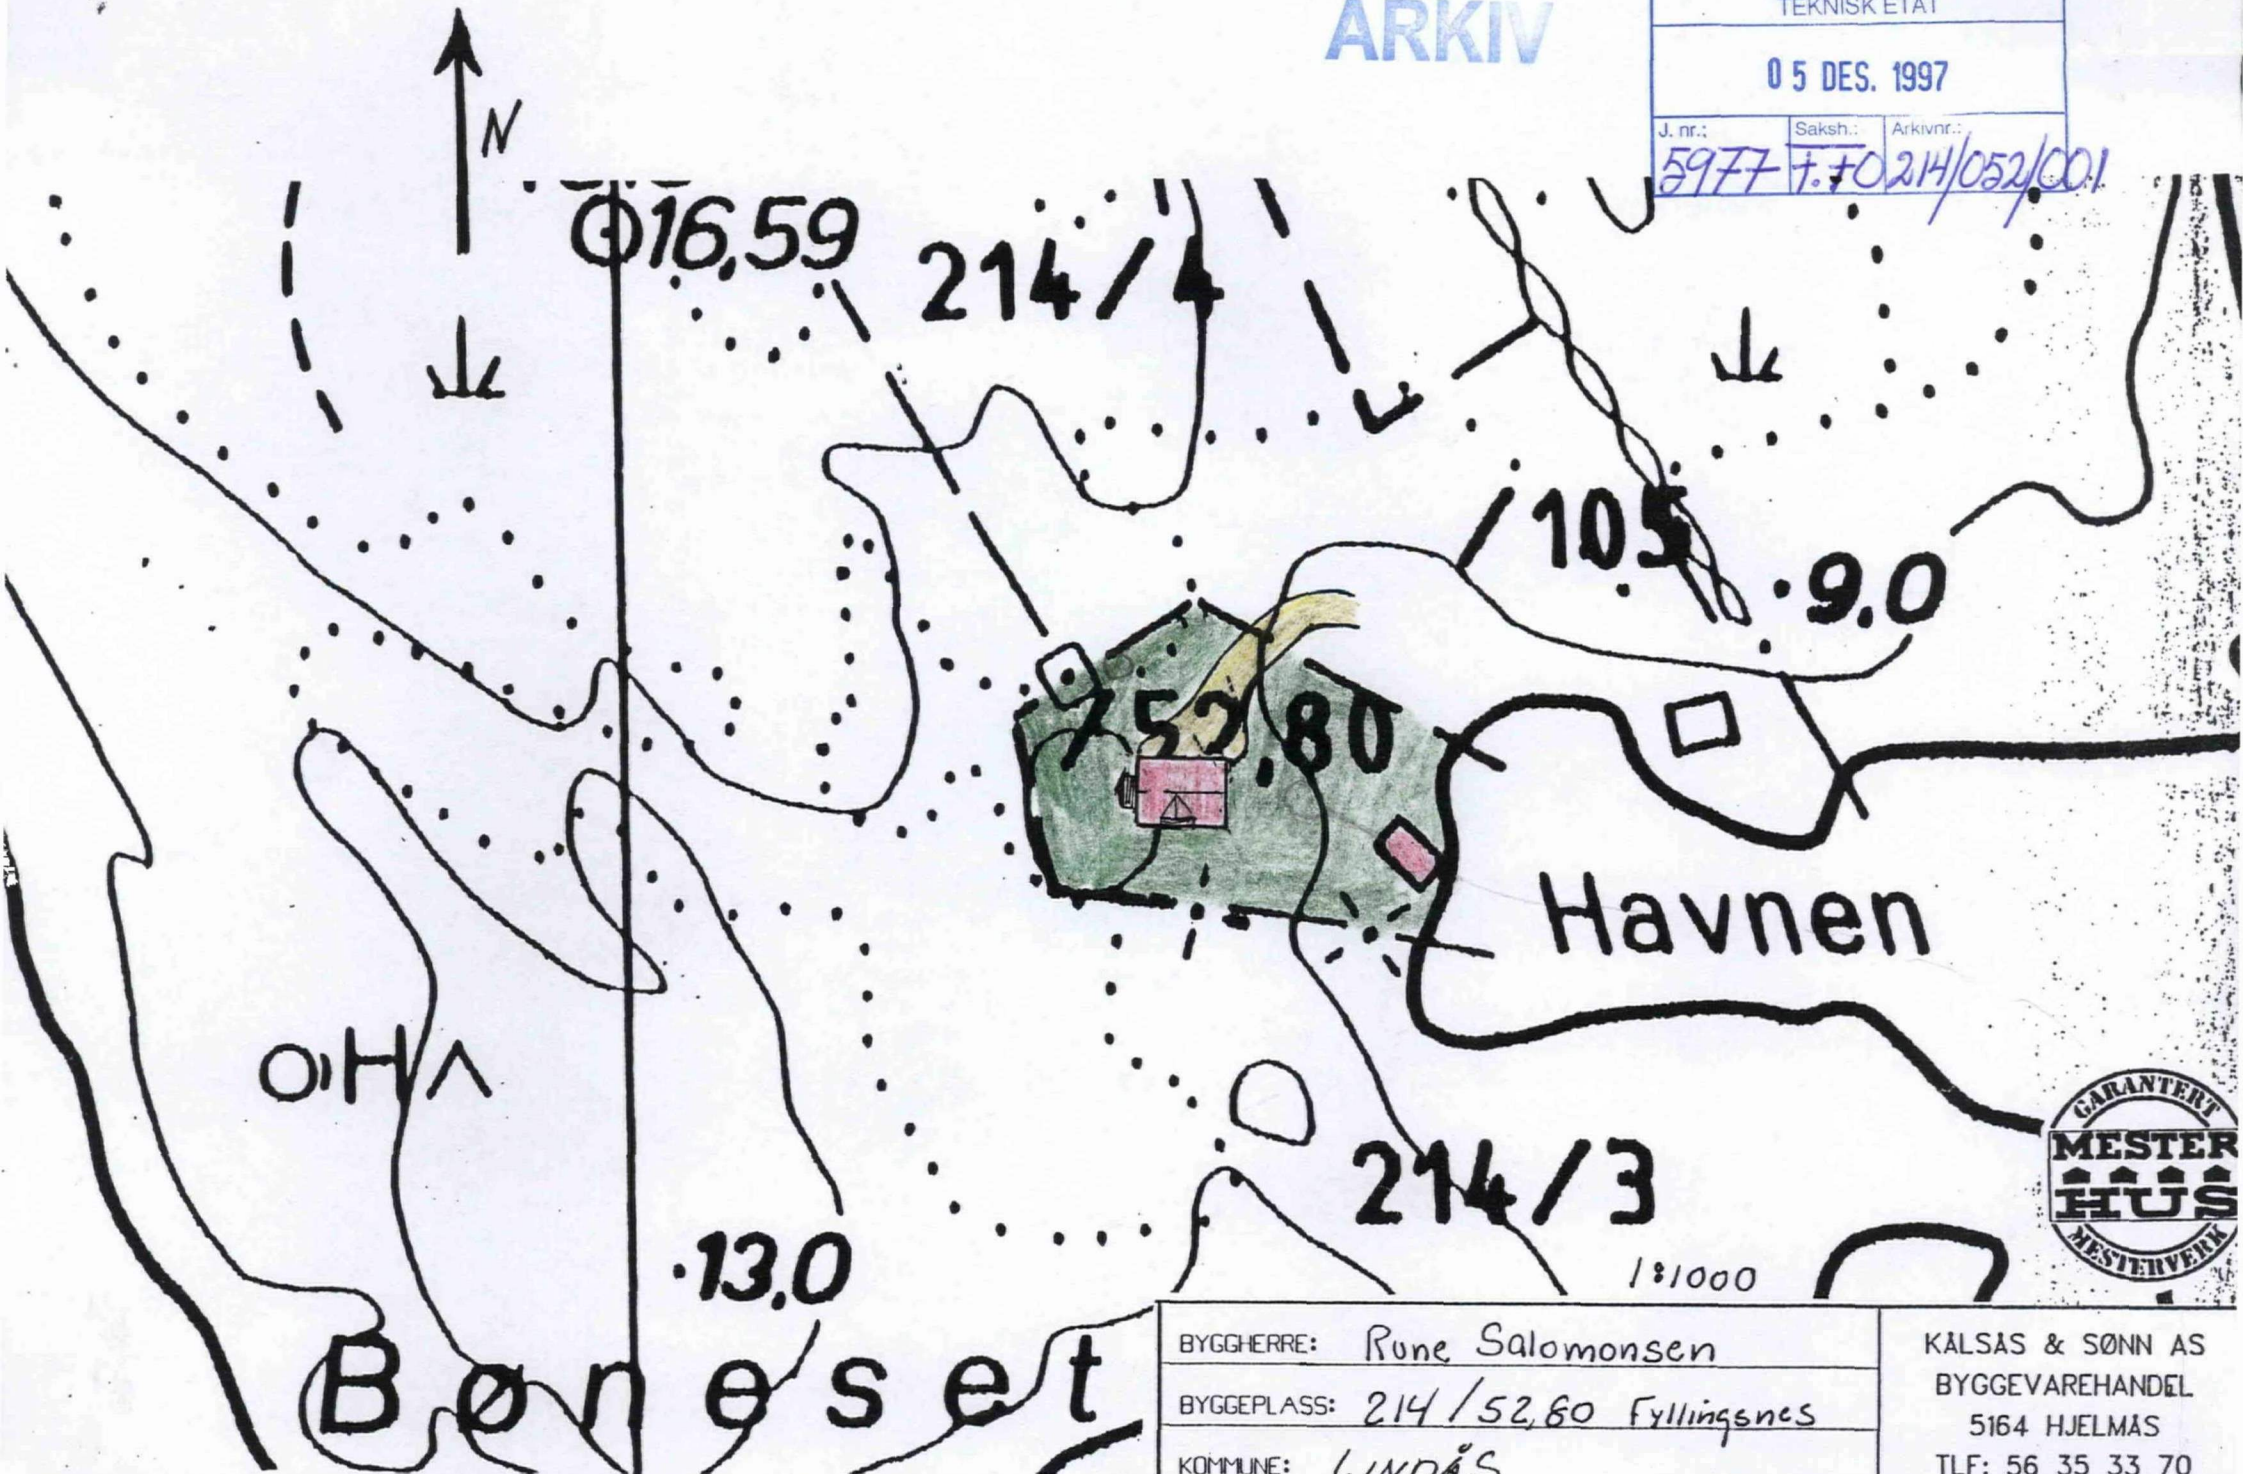 TEKNISK ETAT
ARKIV
05 DES. 1997
J. nr.: Saksh.: Arkivnr.:
5977 T.TO 214/052/001
N
16,59
214/4
/105
·9,0
/52,80
Havnen
214/3
·13,0
1:1000
Bøneset
GARANTERT
MESTER
HUS
MESTERVERK
BYGGHERRE: Rune Salomonsen
BYGGEPLASS: 214/52,80 Fyllingsnes
KOMMUNE: LINDÅS
KALSÅS & SØNN AS
BYGGEVAREHANDEL
5164 HJELMÅS
TLF: 56 35 33 70